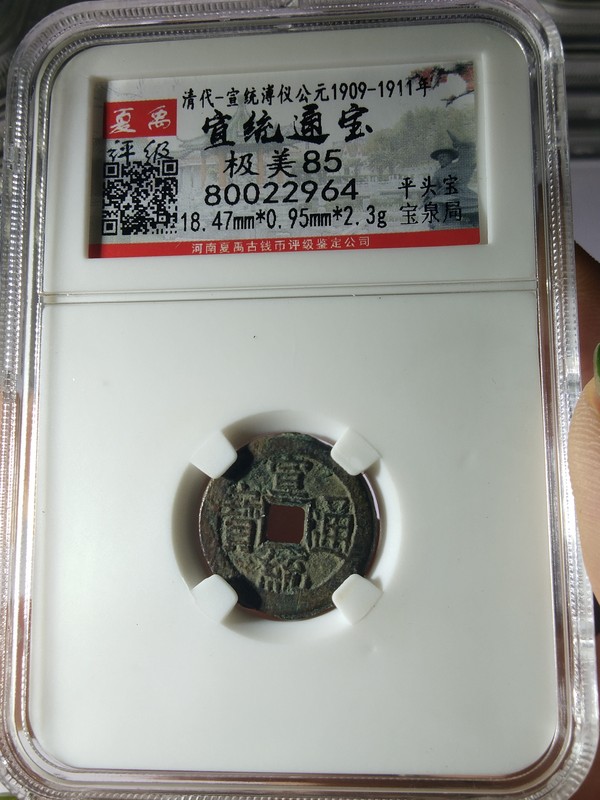 清代-宣统溥仪公元1909-1911年
夏禹
评级
宣统通宝
极美85
80022964
平头宝
18.47mm*0.95mm*2.3g
宝泉局
河南夏禹古钱币评级鉴定公司
宣
寶 通
統